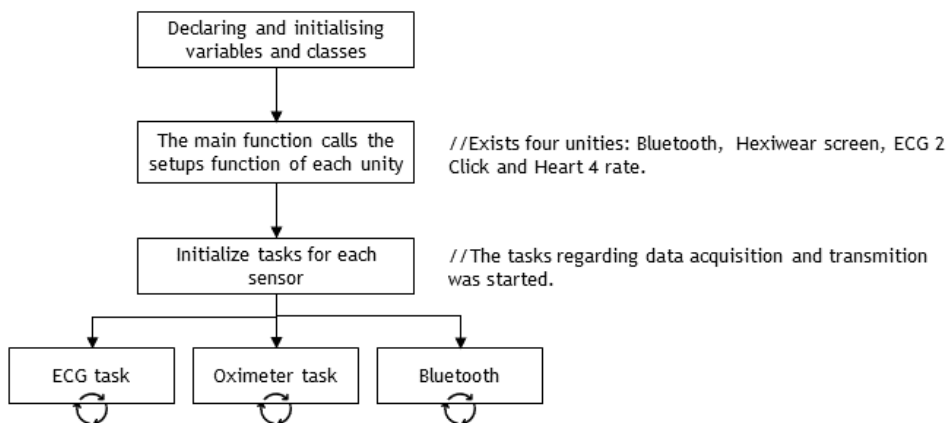 Declaring and initialising
variables and classes
The main function calls the
setups function of each unity
//Exists four unities: Bluetooth, Hexiwear screen, ECG 2
Click and Heart 4 rate.
Initialize tasks for each
sensor
//The tasks regarding data acquisition and transmition
was started.
ECG task
Oximeter task
Bluetooth